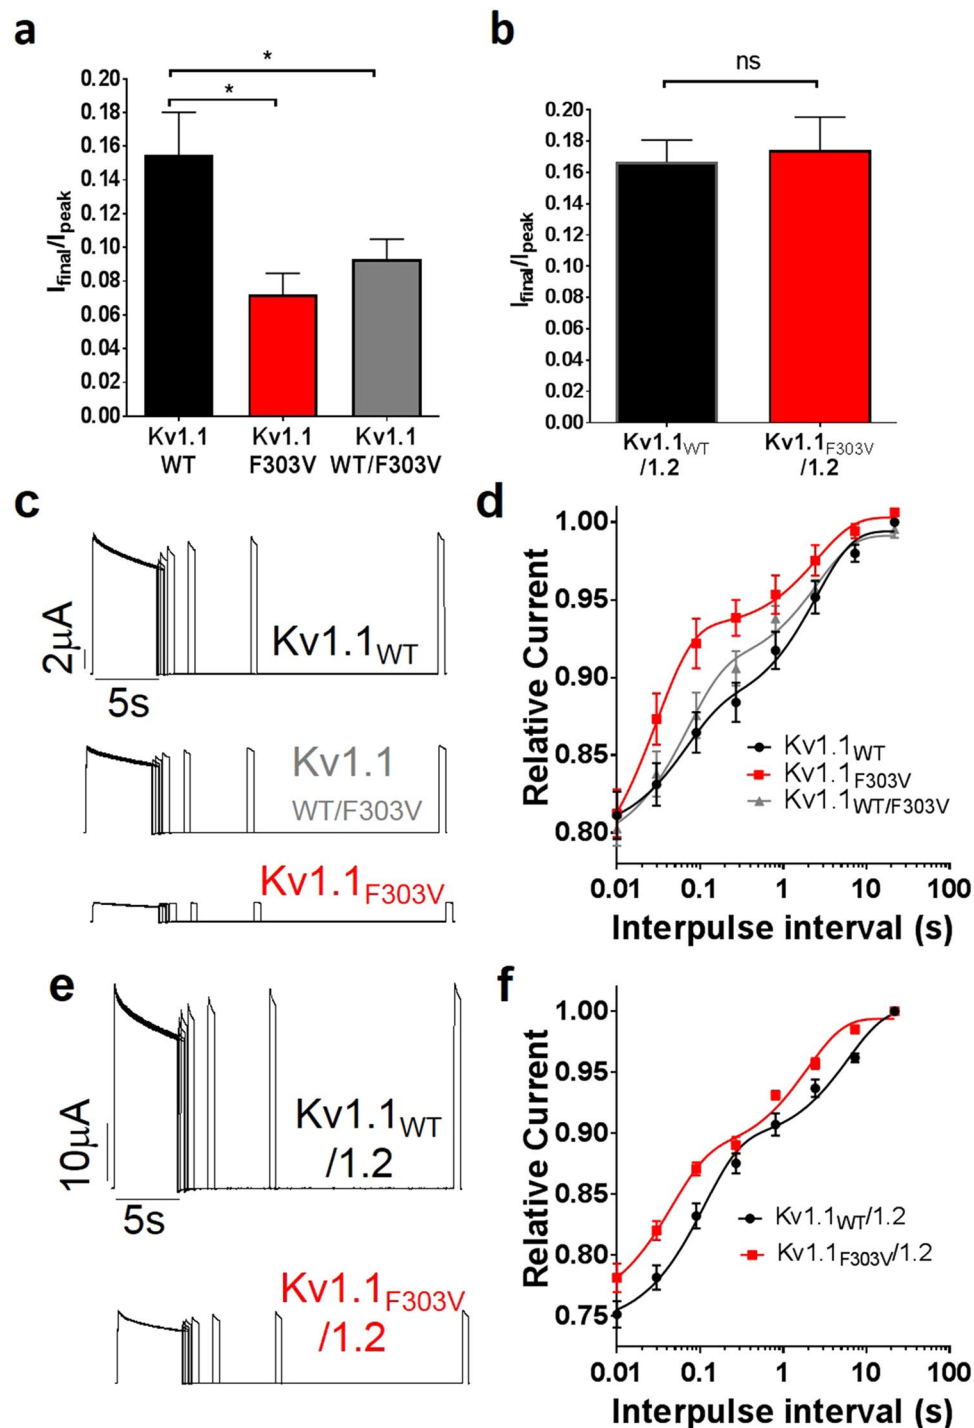 a
*
*
0.20
0.18
0.16
0.14
0.12
0.10
0.08
0.06
0.04
0.02
0.00
Ifinal/Ipeak
Kv1.1
WT
Kv1.1
F303V
Kv1.1
WT/F303V
b
ns
0.20
0.18
0.16
0.14
0.12
0.10
0.08
0.06
0.04
0.02
0.00
Ifinal/Ipeak
Kv1.1WT
/1.2
Kv1.1F303V
/1.2
c
2μA
5s
Kv1.1WT
Kv1.1
WT/F303V
Kv1.1F303V
d
1.00
0.95
0.90
0.85
0.80
Relative Current
Kv1.1WT
Kv1.1F303V
Kv1.1WT/F303V
0.01 0.1 1 10 100
Interpulse interval (s)
e
10μA
5s
Kv1.1WT
/1.2
Kv1.1F303V
/1.2
f
1.00
0.95
0.90
0.85
0.80
0.75
Relative Current
Kv1.1WT/1.2
Kv1.1F303V/1.2
0.01 0.1 1 10 100
Interpulse interval (s)